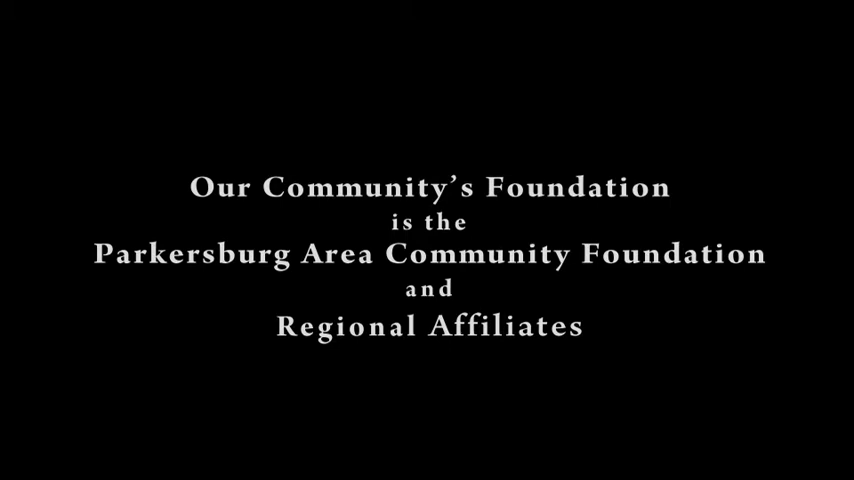 Our Community’s Foundation
is the
Parkersburg Area Community Foundation
and
Regional Affiliates